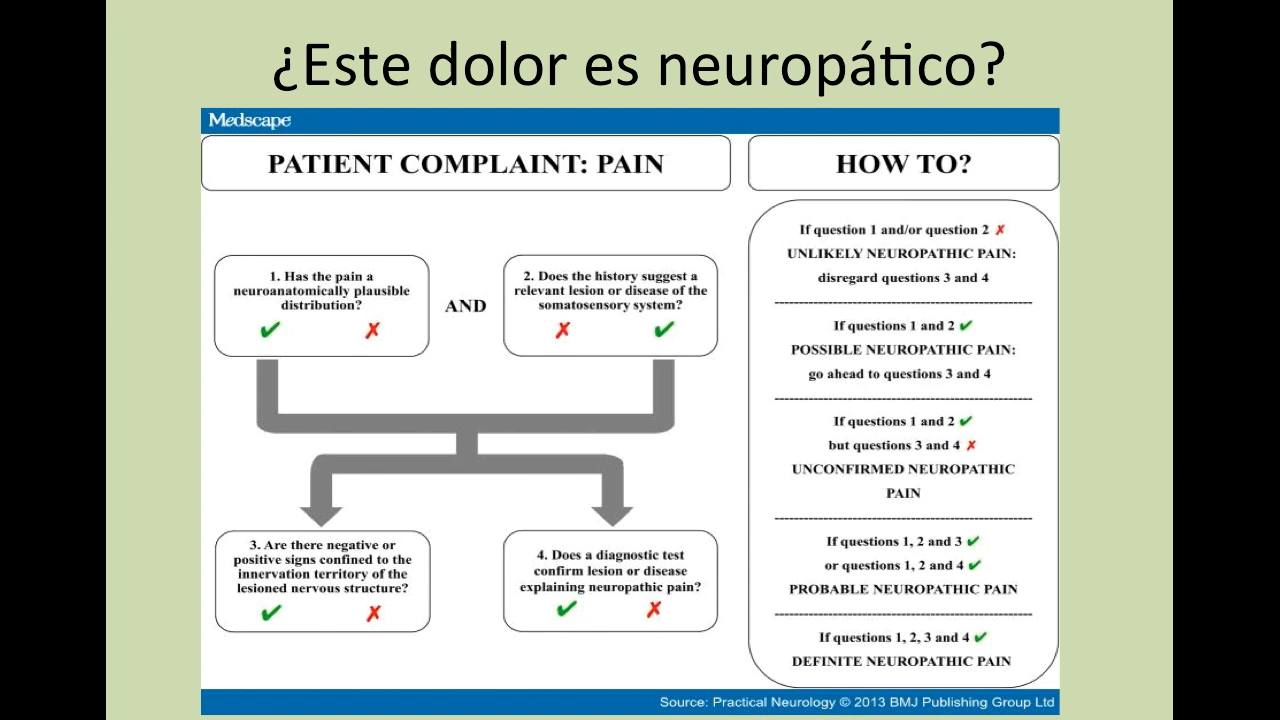 ¿Este dolor es neuropático?
Medscape
PATIENT COMPLAINT: PAIN
HOW TO?
1. Has the pain a
neuroanatomically plausible
distribution?
✔ ✗
AND
2. Does the history suggest a
relevant lesion or disease of the
somatosensory system?
✗ ✔
3. Are there negative or
positive signs confined to the
innervation territory of the
lesioned nervous structure?
✔ ✗
4. Does a diagnostic test
confirm lesion or disease
explaining neuropathic pain?
✔ ✗
If question 1 and/or question 2 ✗
UNLIKELY NEUROPATHIC PAIN:
disregard questions 3 and 4
If questions 1 and 2 ✔
POSSIBLE NEUROPATHIC PAIN:
go ahead to questions 3 and 4
If questions 1 and 2 ✔
but questions 3 and 4 ✗
UNCONFIRMED NEUROPATHIC
PAIN
If questions 1, 2 and 3 ✔
or questions 1, 2 and 4 ✔
PROBABLE NEUROPATHIC PAIN
If questions 1, 2, 3 and 4 ✔
DEFINITE NEUROPATHIC PAIN
Source: Practical Neurology © 2013 BMJ Publishing Group Ltd